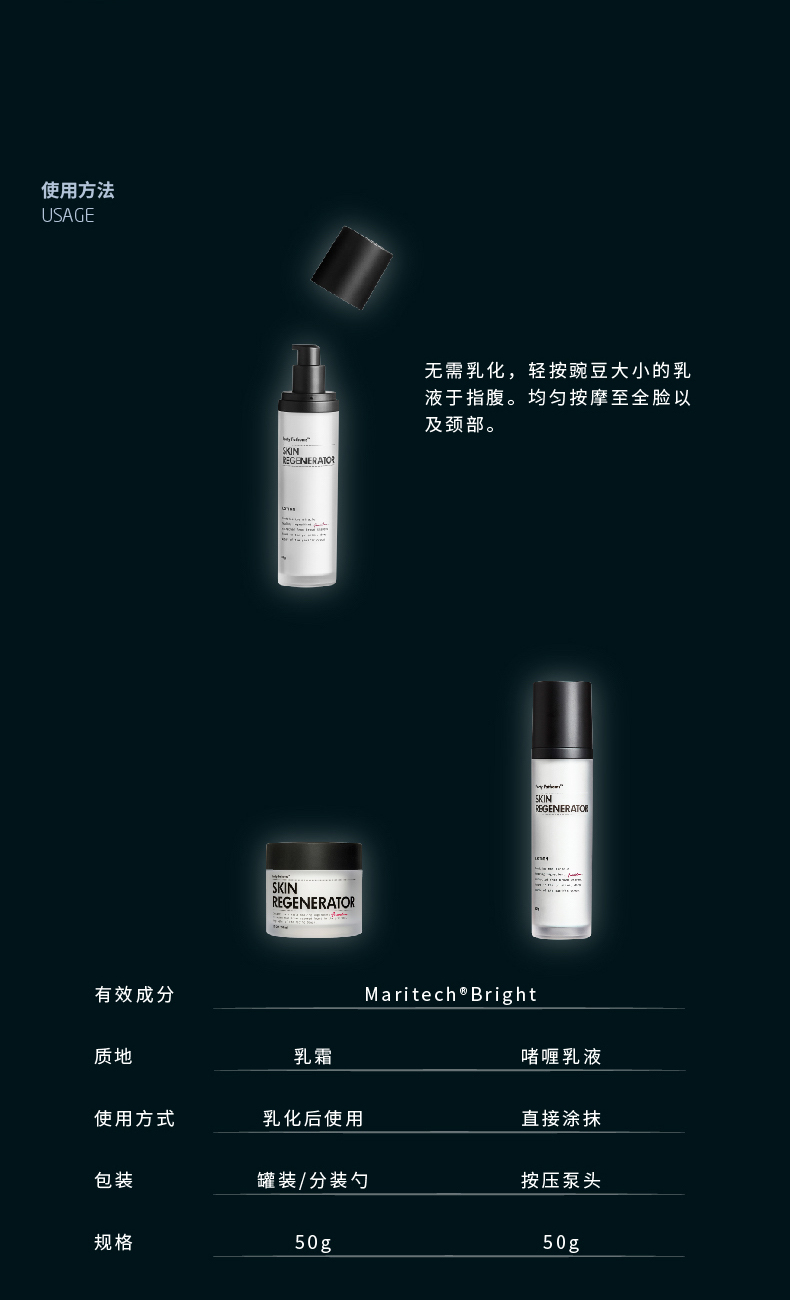 使用方法
USAGE
无需乳化，轻按豌豆大小的乳
液于指腹。均匀按摩至全脸以
及颈部。
SKIN
REGENERATOR
SKIN
REGENERATOR
SKIN
REGENERATOR
有效成分 Maritech®Bright
质地 乳霜 啫喱乳液
使用方式 乳化后使用 直接涂抹
包装 罐装/分装勺 按压泵头
规格 50g 50g